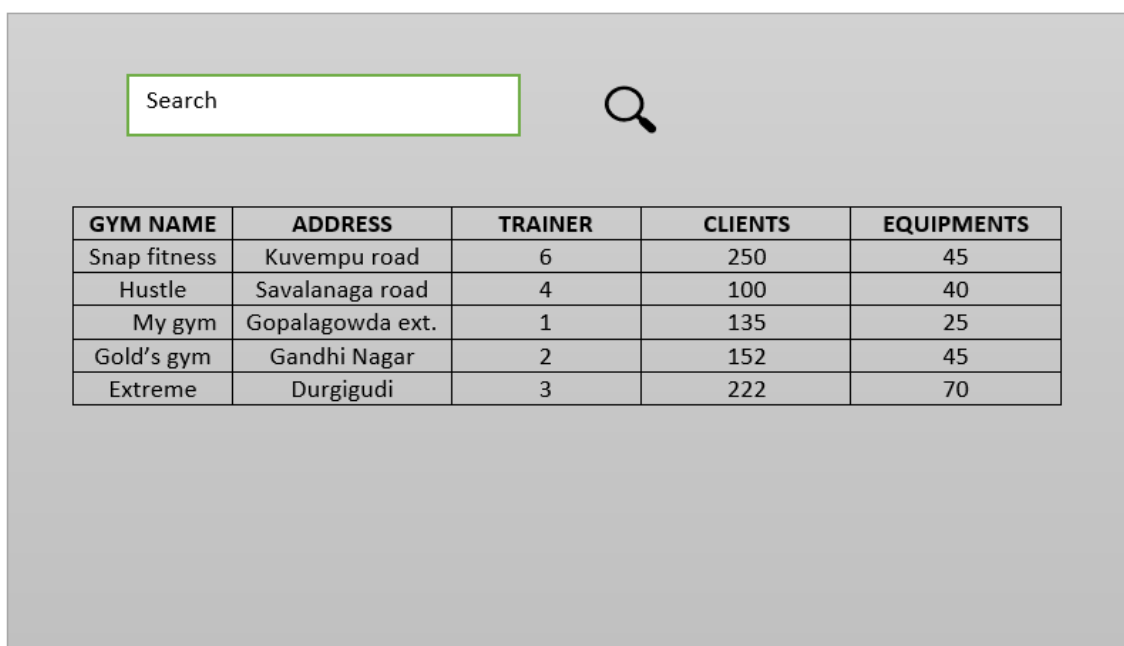 Search
GYM NAME ADDRESS TRAINER CLIENTS EQUIPMENTS
Snap fitness Kuvempu road 6 250 45
Hustle Savalanaga road 4 100 40
My gym Gopalagowda ext. 1 135 25
Gold’s gym Gandhi Nagar 2 152 45
Extreme Durgigudi 3 222 70